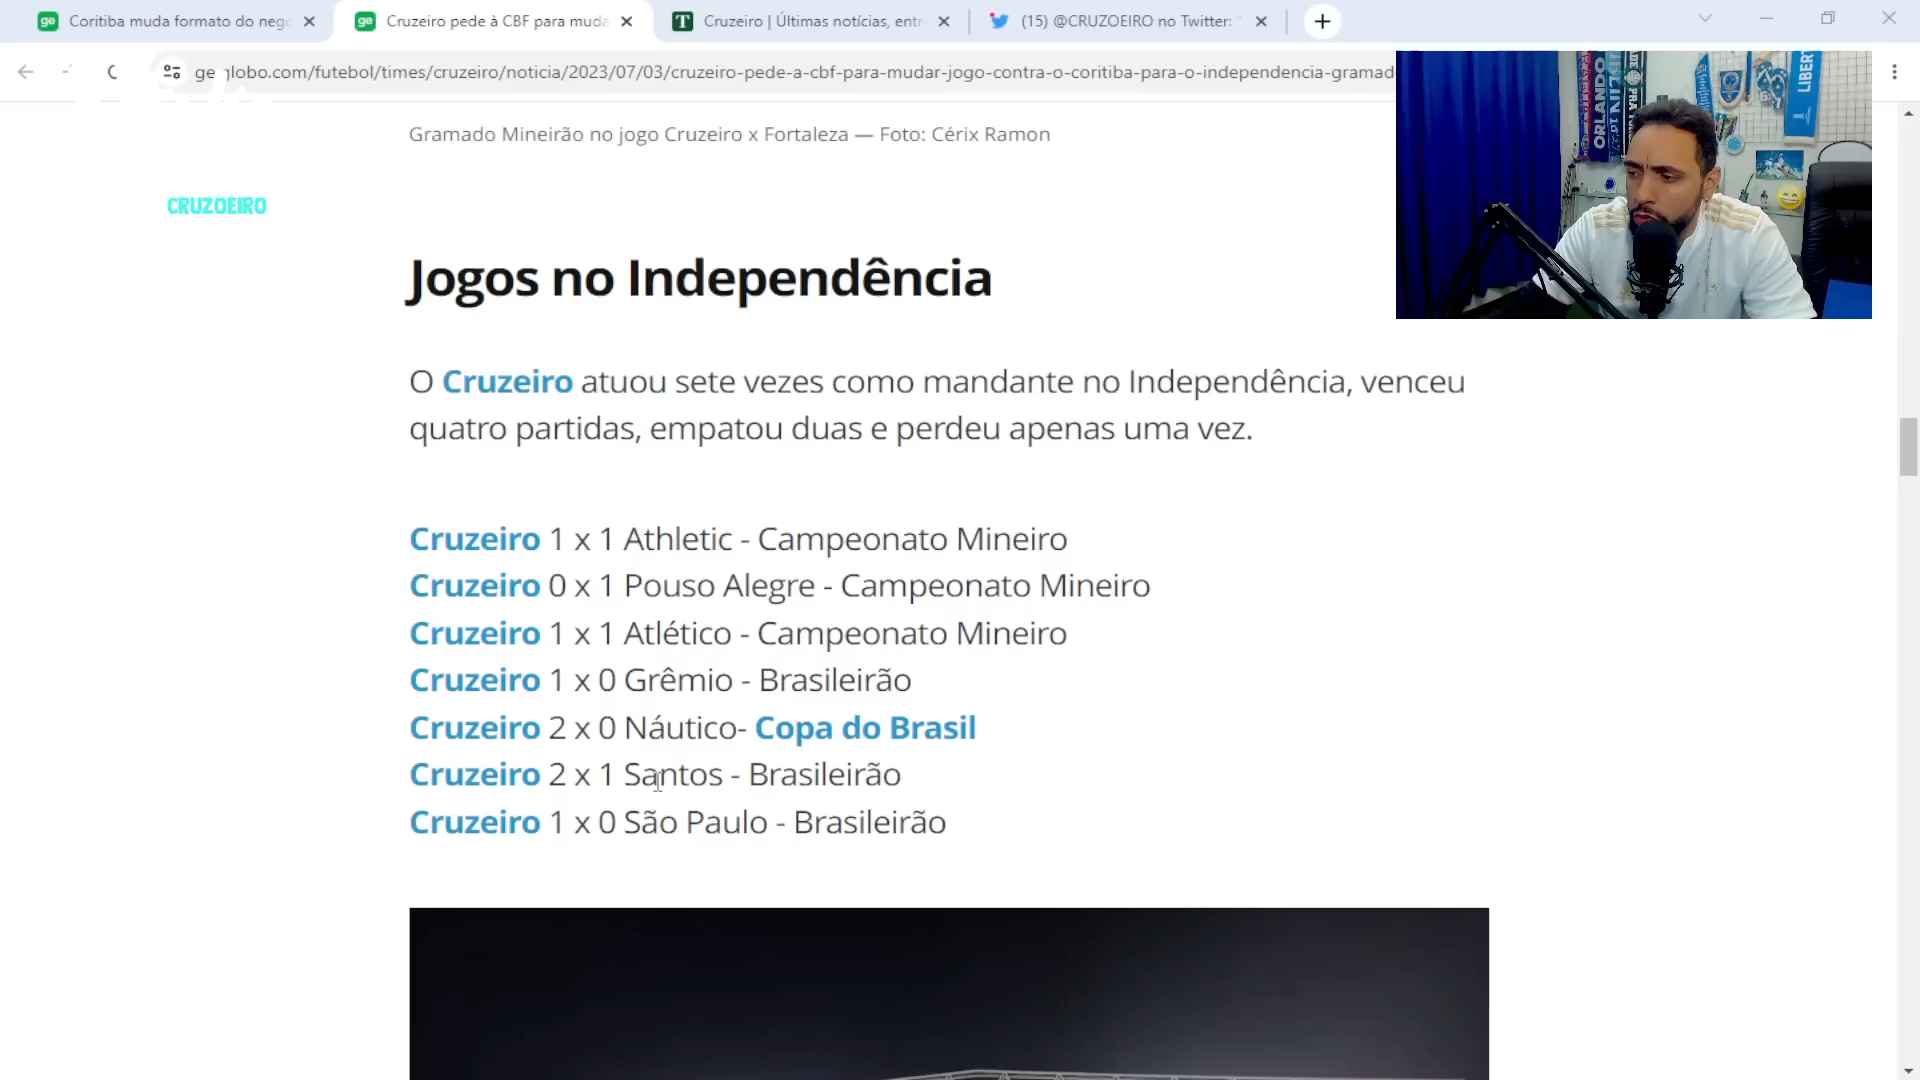 Coritiba muda formato do neg
Cruzeiro pede à CBF para muda
Cruzeiro | Últimas notícias, entr
(15) @CRUZOEIRO no Twitter: "
globo.com/futebol/times/cruzeiro/noticia/2023/07/03/cruzeiro-pede-a-cbf-para-mudar-jogo-contra-o-coritiba-para-o-independencia-gramad
Gramado Mineirão no jogo Cruzeiro x Fortaleza — Foto: Cérix Ramon
CRUZOEIRO
ORLANDO
LIBERT
Jogos no Independência
O Cruzeiro atuou sete vezes como mandante no Independência, venceu
quatro partidas, empatou duas e perdeu apenas uma vez.
Cruzeiro 1 x 1 Athletic - Campeonato Mineiro
Cruzeiro 0 x 1 Pouso Alegre - Campeonato Mineiro
Cruzeiro 1 x 1 Atlético - Campeonato Mineiro
Cruzeiro 1 x 0 Grêmio - Brasileirão
Cruzeiro 2 x 0 Náutico- Copa do Brasil
Cruzeiro 2 x 1 Santos - Brasileirão
Cruzeiro 1 x 0 São Paulo - Brasileirão